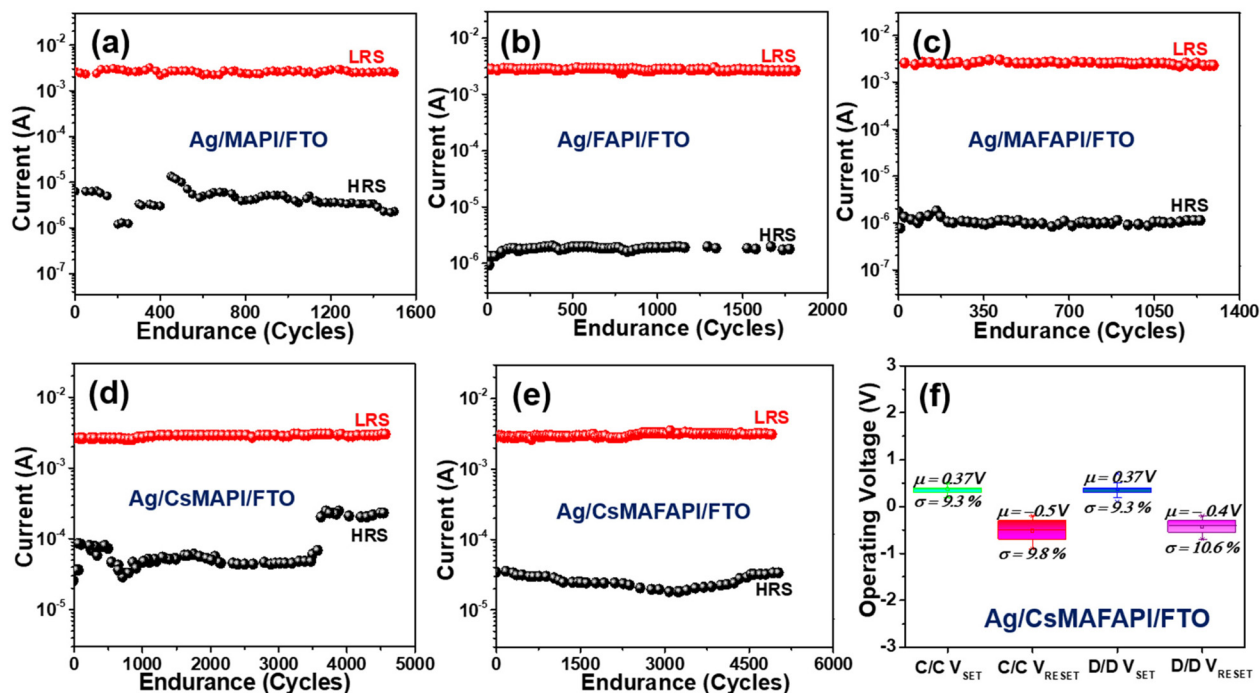 (a)
10⁻²
10⁻³
10⁻⁴
10⁻⁵
10⁻⁶
10⁻⁷
Current (A)
LRS
Ag/MAPI/FTO
HRS
0 400 800 1200 1600
Endurance (Cycles)
(b)
10⁻²
10⁻³
10⁻⁴
10⁻⁵
10⁻⁶
Current (A)
LRS
Ag/FAPI/FTO
HRS
0 500 1000 1500 2000
Endurance (Cycles)
(c)
10⁻²
10⁻³
10⁻⁴
10⁻⁵
10⁻⁶
10⁻⁷
Current (A)
LRS
Ag/MAFAPI/FTO
HRS
0 350 700 1050 1400
Endurance (Cycles)
(d)
10⁻²
10⁻³
10⁻⁴
10⁻⁵
Current (A)
LRS
Ag/CsMAPI/FTO
HRS
0 1000 2000 3000 4000 5000
Endurance (Cycles)
(e)
10⁻²
10⁻³
10⁻⁴
10⁻⁵
Current (A)
LRS
Ag/CsMAFAPI/FTO
HRS
0 1500 3000 4500 6000
Endurance (Cycles)
(f)
3
2
1
0
-1
-2
-3
Operating Voltage (V)
μ = 0.37 V
σ = 9.3 %
μ = −0.5V
σ = 9.8 %
μ = 0.37 V
σ = 9.3 %
μ = −0.4V
σ = 10.6 %
Ag/CsMAFAPI/FTO
C/C V_SET C/C V_RESET D/D V_SET D/D V_RESET